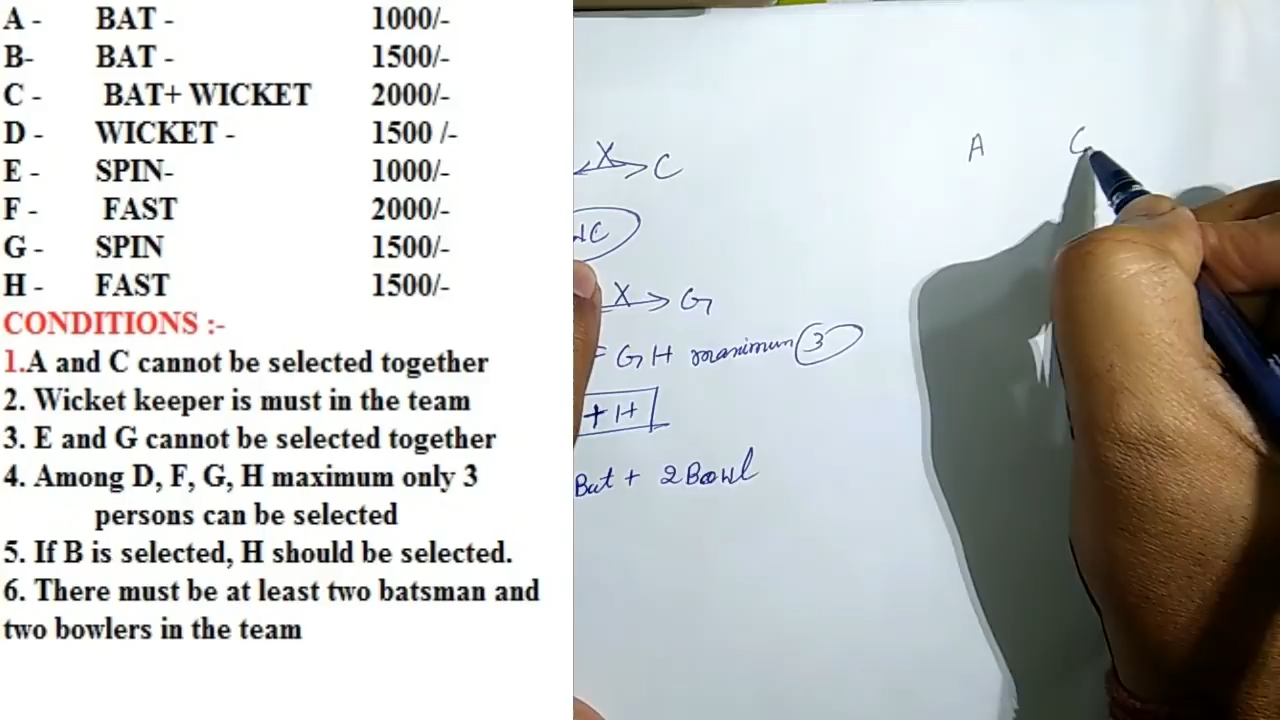 A - BAT - 1000/-
B- BAT - 1500/-
C - BAT+ WICKET 2000/-
D - WICKET - 1500 /-
E - SPIN- 1000/-
F - FAST 2000/-
G - SPIN 1500/-
H - FAST 1500/-
CONDITIONS :-
1.A and C cannot be selected together
2. Wicket keeper is must in the team
3. E and G cannot be selected together
4. Among D, F, G, H maximum only 3
persons can be selected
5. If B is selected, H should be selected.
6. There must be at least two batsman and
two bowlers in the team
X C
X G
G H maximum 3
+ H
Bat + 2 Bowl
A C